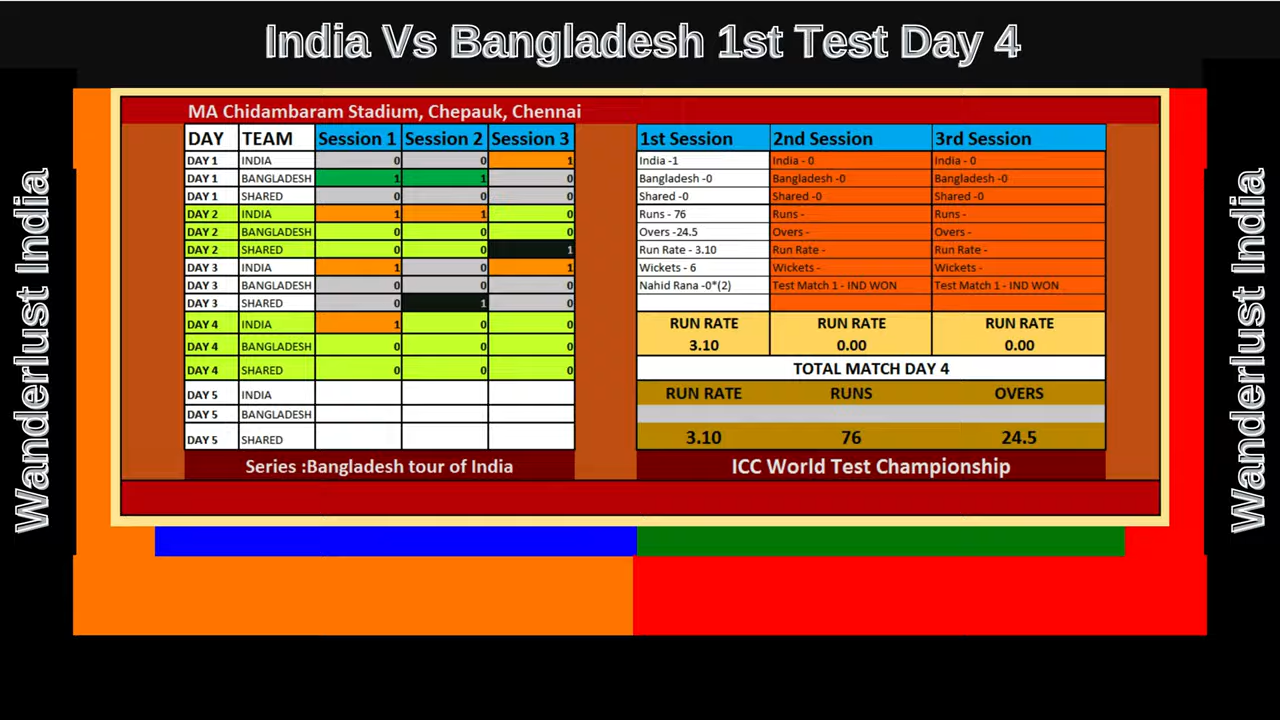 India Vs Bangladesh 1st Test Day 4
Wanderlust India
MA Chidambaram Stadium, Chepauk, Chennai
DAY TEAM Session 1 Session 2 Session 3
DAY 1 INDIA 0 0 1
DAY 1 BANGLADESH 1 1 0
DAY 1 SHARED 0 0 0
DAY 2 INDIA 1 1 0
DAY 2 BANGLADESH 0 0 0
DAY 2 SHARED 0 0 1
DAY 3 INDIA 1 0 1
DAY 3 BANGLADESH 0 0 0
DAY 3 SHARED 0 1 0
DAY 4 INDIA 1 0 0
DAY 4 BANGLADESH 0 0 0
DAY 4 SHARED 0 0 0
DAY 5 INDIA
DAY 5 BANGLADESH
DAY 5 SHARED
Series :Bangladesh tour of India
1st Session 2nd Session 3rd Session
India -1 India - 0 India - 0
Bangladesh -0 Bangladesh -0 Bangladesh -0
Shared -0 Shared -0 Shared -0
Runs - 76 Runs - Runs -
Overs -24.5 Overs - Overs -
Run Rate - 3.10 Run Rate - Run Rate -
Wickets - 6 Wickets - Wickets -
Nahid Rana -0*(2) Test Match 1 - IND WON Test Match 1 - IND WON
RUN RATE RUN RATE RUN RATE
3.10 0.00 0.00
TOTAL MATCH DAY 4
RUN RATE RUNS OVERS
3.10 76 24.5
ICC World Test Championship
Wanderlust India